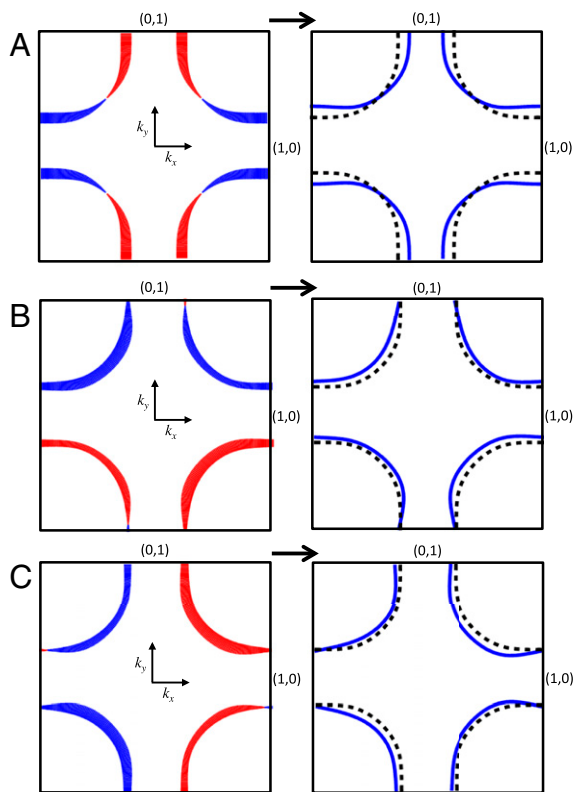 (0,1) (0,1)
A
k_y
k_x
(1,0) (1,0)
(0,1) (0,1)
B
k_y
k_x
(1,0) (1,0)
(0,1) (0,1)
C
k_y
k_x
(1,0) (1,0)